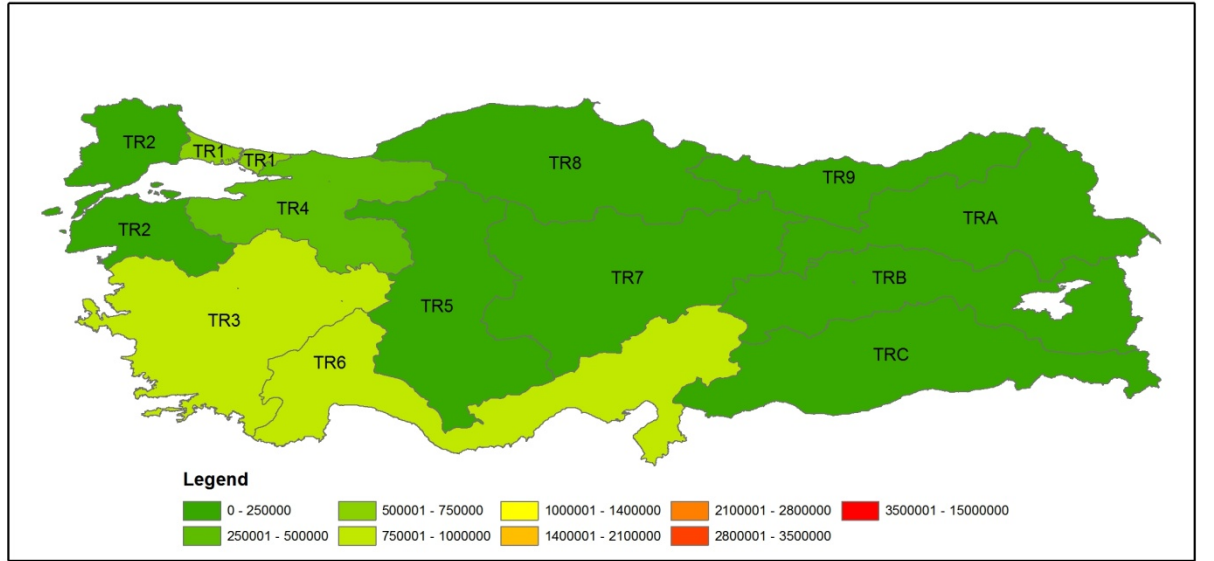 TR2
TR1
TR1
TR8
TR9
TR4
TRA
TR2
TR7
TRB
TR3
TR5
TR6
TRC
Legend
0 - 250000
500001 - 750000
1000001 - 1400000
2100001 - 2800000
3500001 - 15000000
250001 - 500000
750001 - 1000000
1400001 - 2100000
2800001 - 3500000